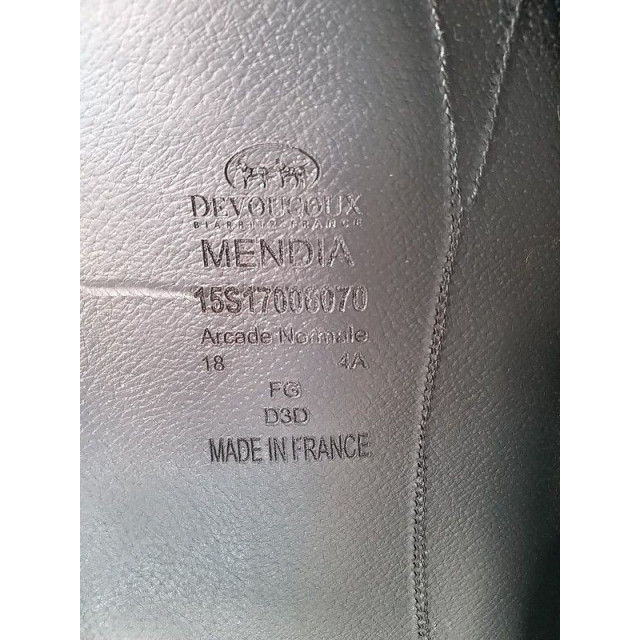 DEVOUCOUX
BIARRITZ FRANCE
MENDIA
15S17006070
Arcade Normale
18 4A
FG
D3D
MADE IN FRANCE